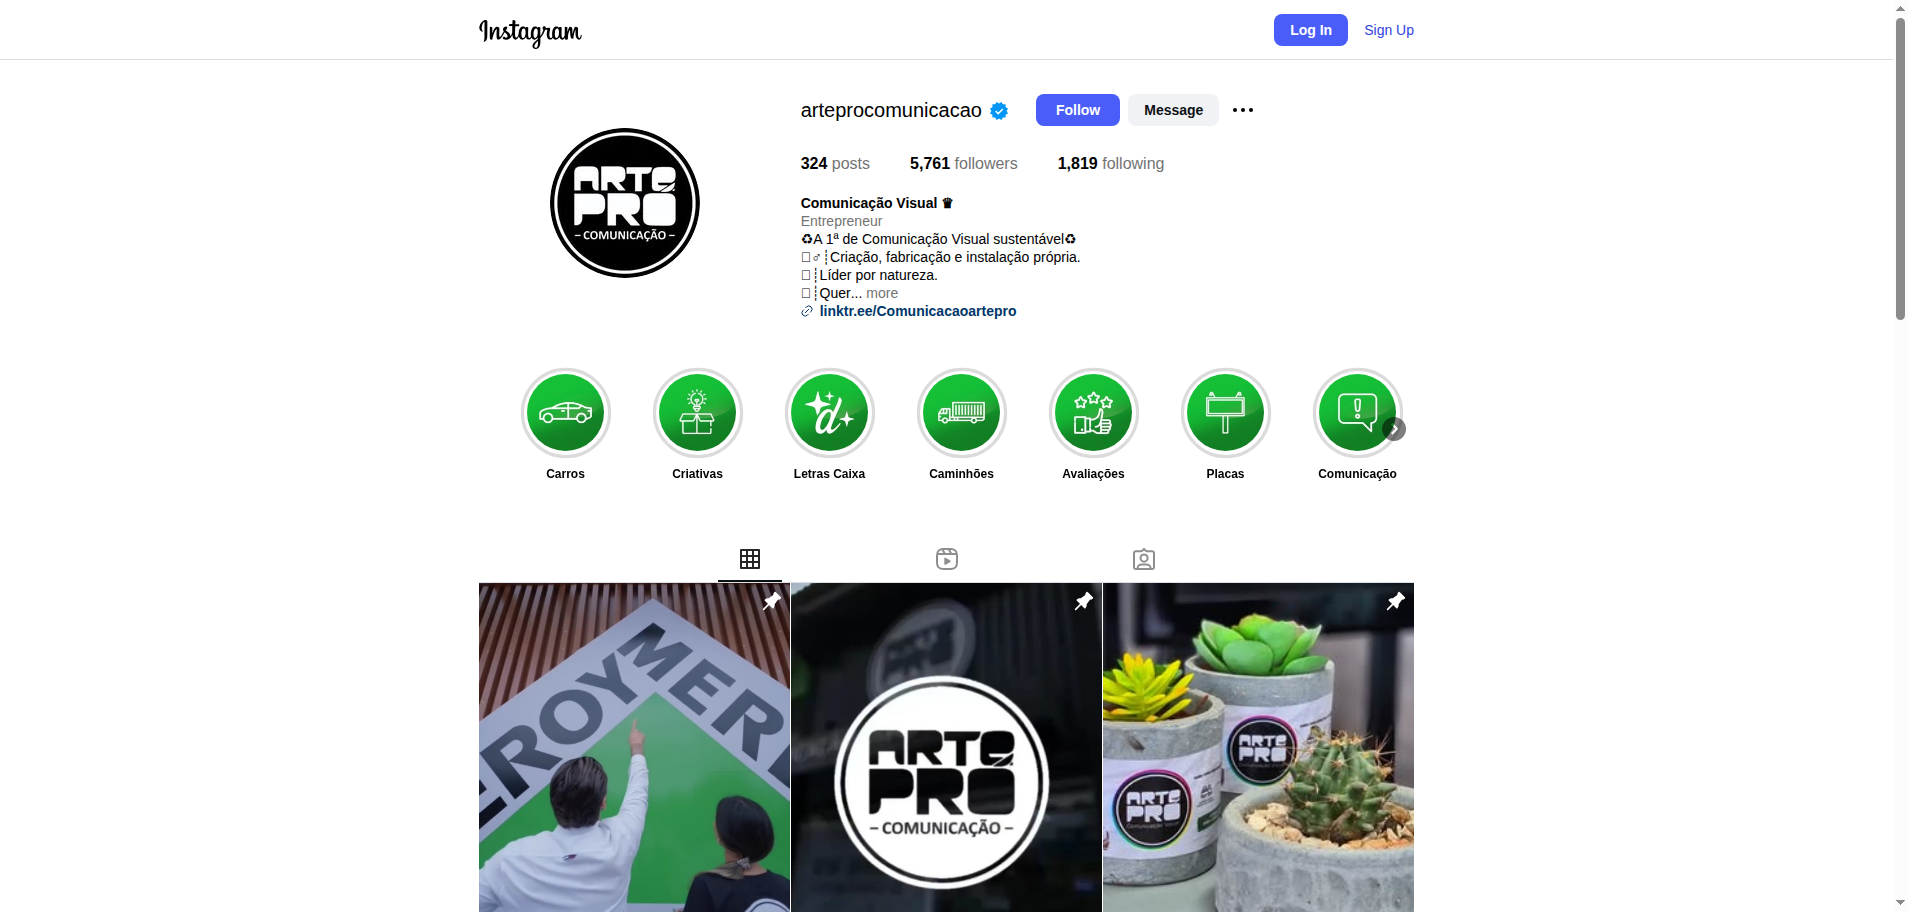 Instagram
Log In
Sign Up
arteprocomunicacao
Follow
Message
324 posts
5,761 followers
1,819 following
ARTE
PRO
– COMUNICAÇÃO –
Comunicação Visual ♛
Entrepreneur
♻A 1ª de Comunicação Visual sustentável♻
♂┊Criação, fabricação e instalação própria.
┊Líder por natureza.
┊Quer... more
linktr.ee/Comunicacaoartepro
Carros
Criativas
Letras Caixa
Caminhões
Avaliações
Placas
Comunicação
EROY MERL
ARTE
PRO
– COMUNICAÇÃO –
ARTE
PRO
ARTE
PRO